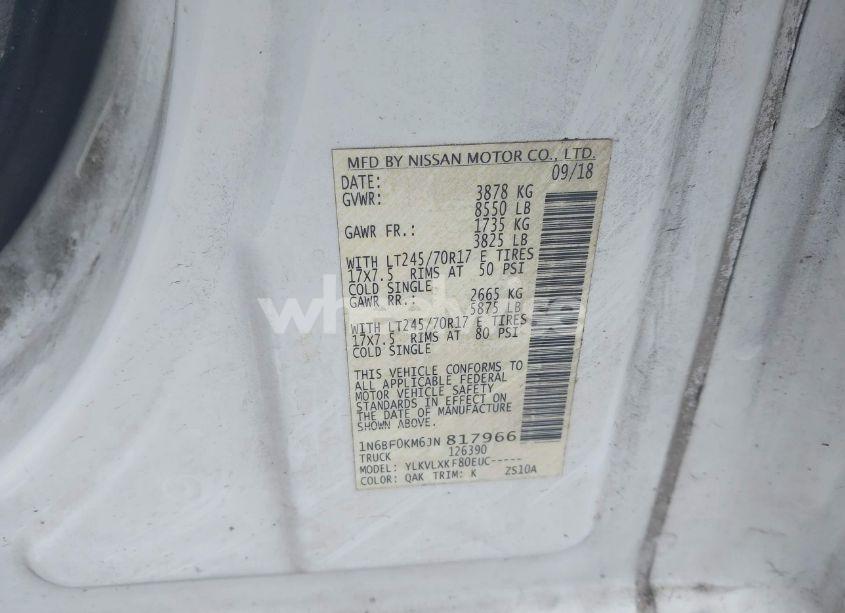 MFD BY NISSAN MOTOR CO., LTD.
DATE: 09/18
GVWR: 3878 KG
8550 LB
GAWR FR.: 1735 KG
3825 LB
WITH LT245/70R17 E TIRES
17X7.5 RIMS AT 50 PSI
COLD SINGLE
GAWR RR.: 2665 KG
5875 LB
WITH LT245/70R17 E TIRES
17X7.5 RIMS AT 80 PSI
COLD SINGLE
THIS VEHICLE CONFORMS TO
ALL APPLICABLE FEDERAL
MOTOR VEHICLE SAFETY
STANDARDS IN EFFECT ON
THE DATE OF MANUFACTURE
SHOWN ABOVE.
1N6BF0KM6JN 817966
TRUCK 126390
MODEL: YLKVLXKF80EUC-----
COLOR: QAK TRIM: K ZS10A